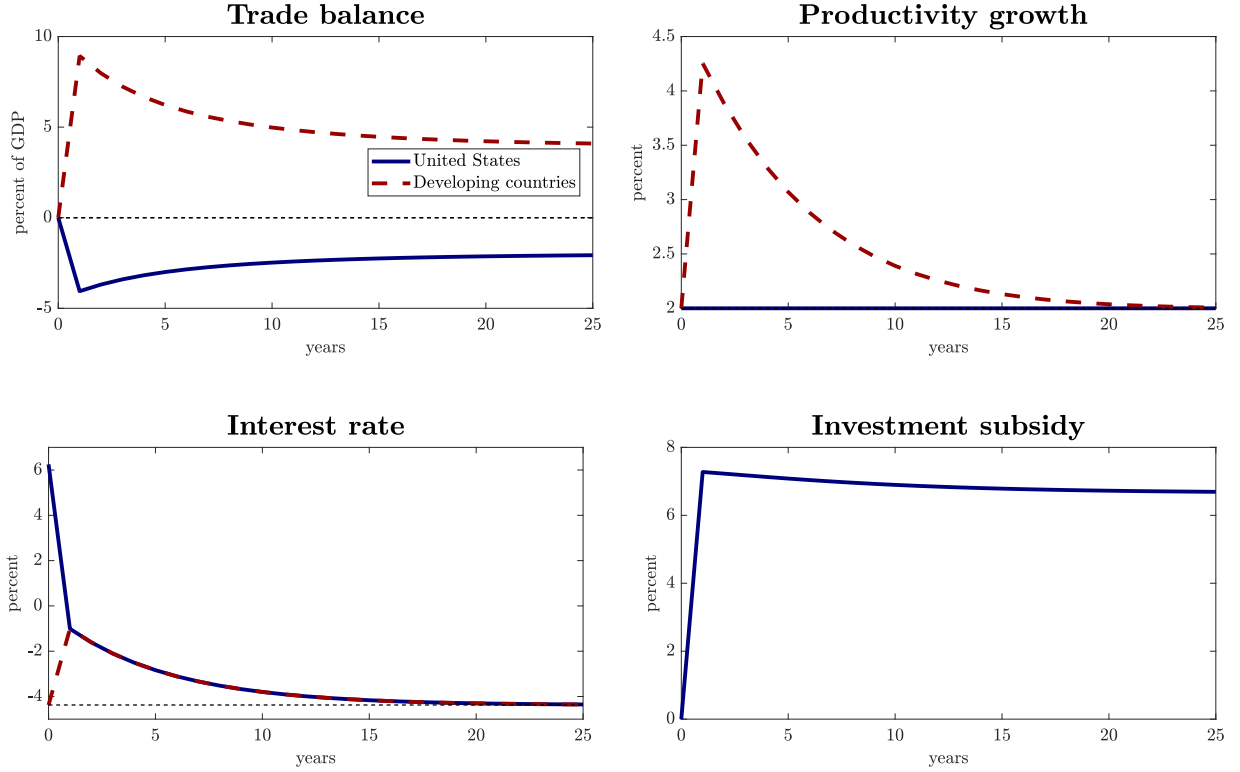 Trade balance
10
5
0
-5
percent of GDP
United States
Developing countries
0 5 10 15 20 25
years
Productivity growth
4.5
4
3.5
3
2.5
2
percent
0 5 10 15 20 25
years
Interest rate
6
4
2
0
-2
-4
percent
0 5 10 15 20 25
years
Investment subsidy
8
6
4
2
0
percent
0 5 10 15 20 25
years